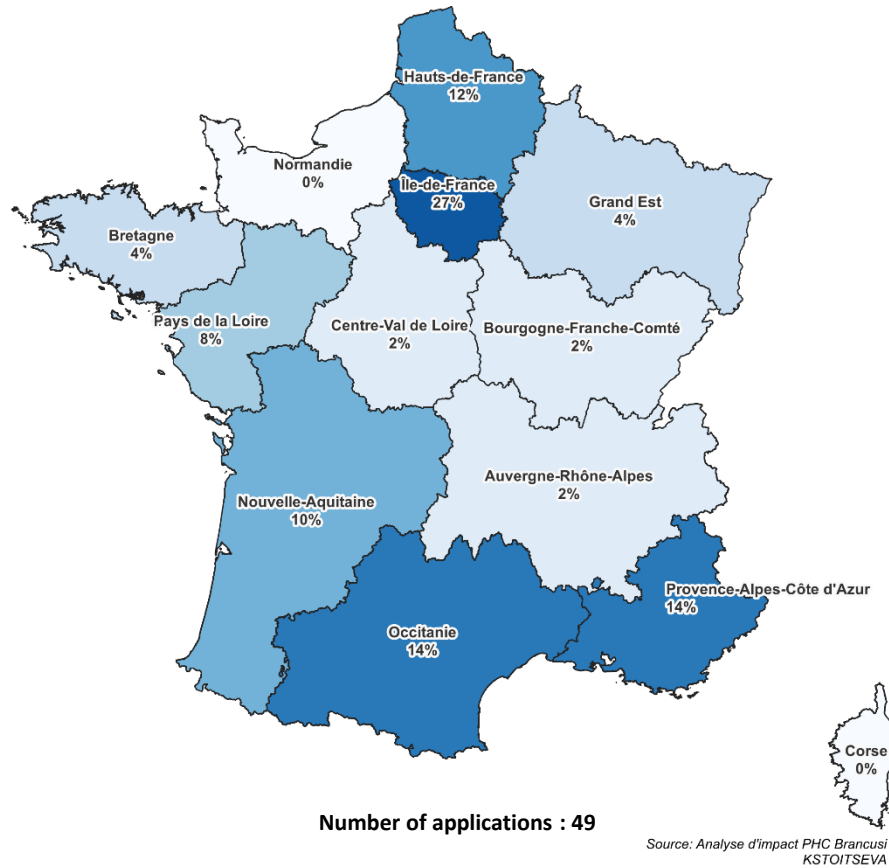 Hauts-de-France
12%
Normandie
0%
Île-de-France
27%
Grand Est
4%
Bretagne
4%
Pays de la Loire
8%
Centre-Val de Loire
2%
Bourgogne-Franche-Comté
2%
Auvergne-Rhône-Alpes
2%
Nouvelle-Aquitaine
10%
Provence-Alpes-Côte d'Azur
14%
Occitanie
14%
Corse
0%
Number of applications : 49
Source: Analyse d'impact PHC Brancusi
KSTOITSEVA